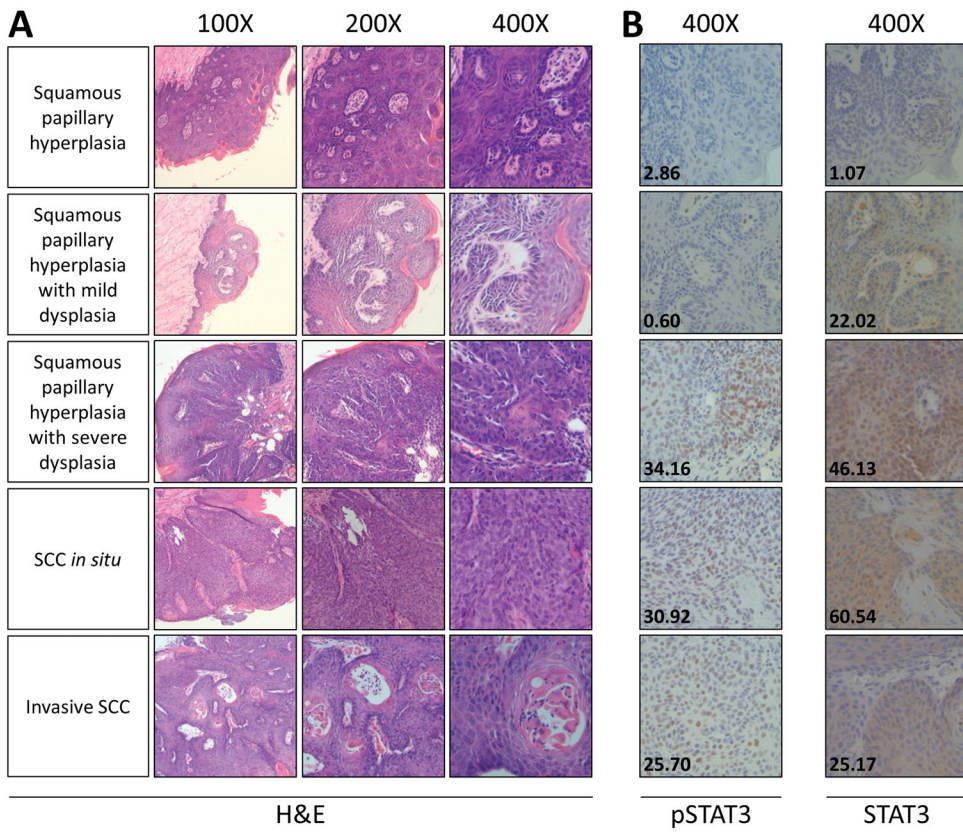 A
100X
200X
400X
B
400X
400X
Squamous
papillary
hyperplasia
2.86
1.07
Squamous
papillary
hyperplasia
with mild
dysplasia
0.60
22.02
Squamous
papillary
hyperplasia
with severe
dysplasia
34.16
46.13
SCC in situ
30.92
60.54
Invasive SCC
25.70
25.17
H&E
pSTAT3
STAT3